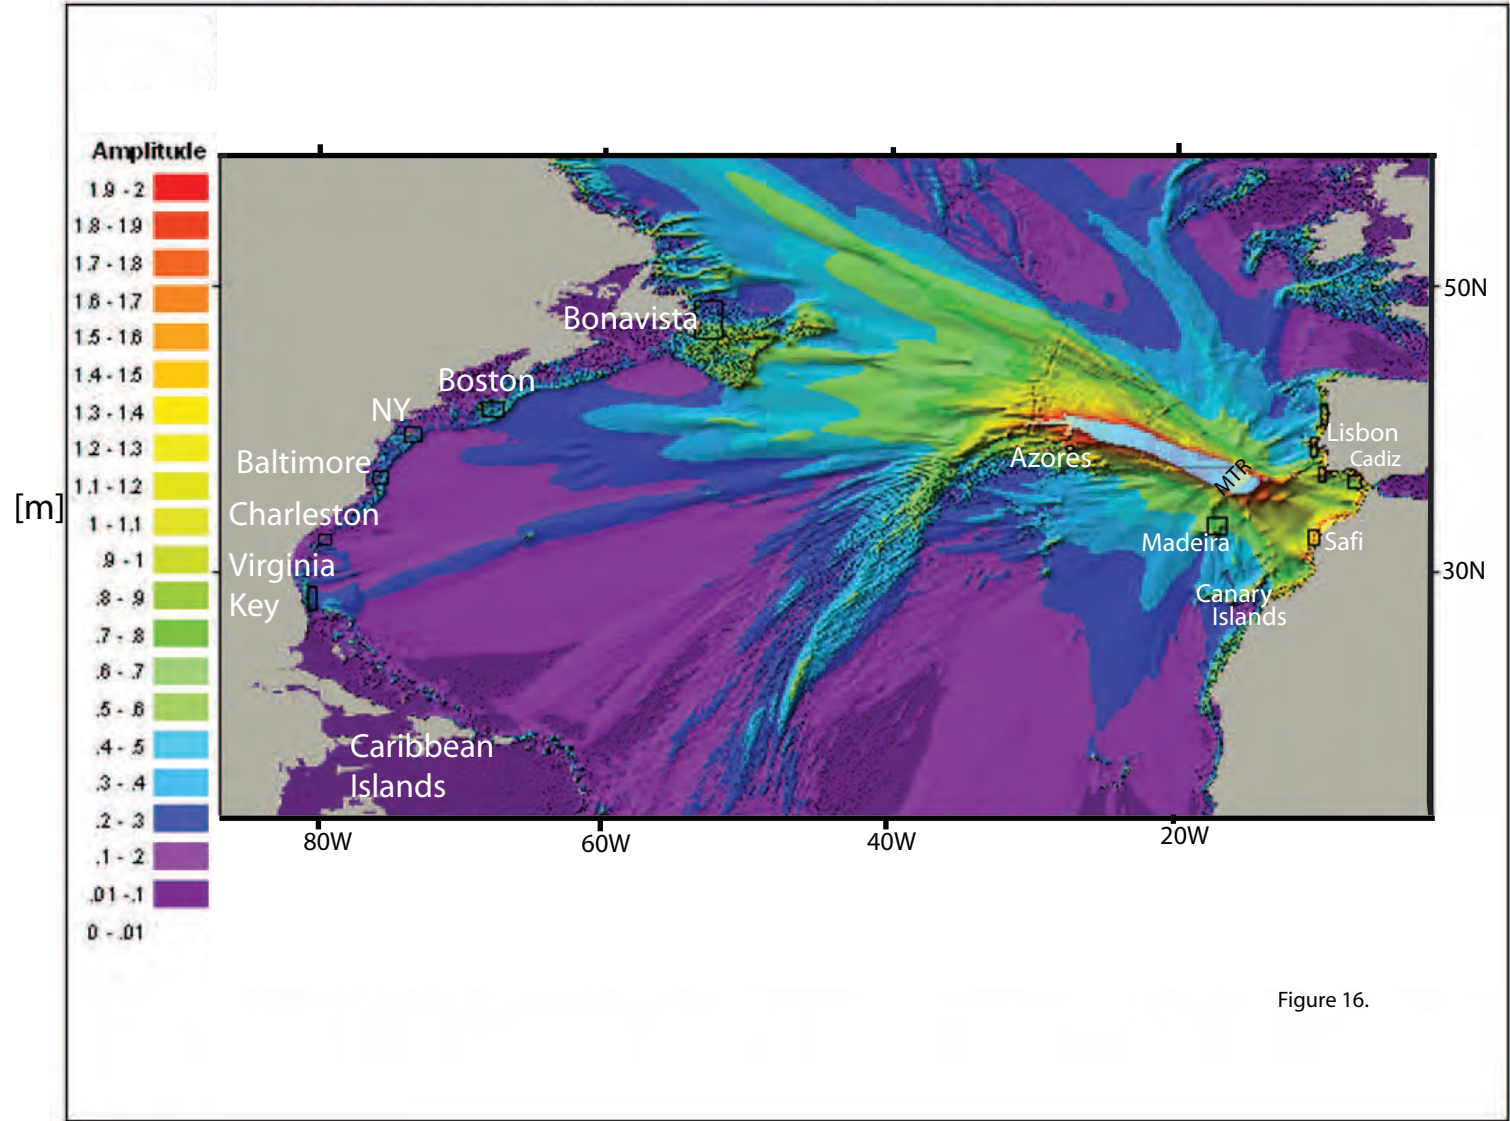 Amplitude
1.9 - 2
1.8 - 1.9
1.7 - 1.8
1.6 - 1.7
1.5 - 1.6
1.4 - 1.5
1.3 - 1.4
1.2 - 1.3
1.1 - 1.2
1 - 1.1
.9 - 1
.8 - .9
.7 - .8
.6 - .7
.5 - .6
.4 - .5
.3 - .4
.2 - .3
.1 - .2
.01 - .1
0 - .01
[m]
50N
Bonavista
Boston
NY
Lisbon
Baltimore
Azores
Cadiz
MTR
Charleston
Madeira
Safi
Virginia
Key
30N
Canary
Islands
Caribbean
Islands
80W
60W
40W
20W
Figure 16.